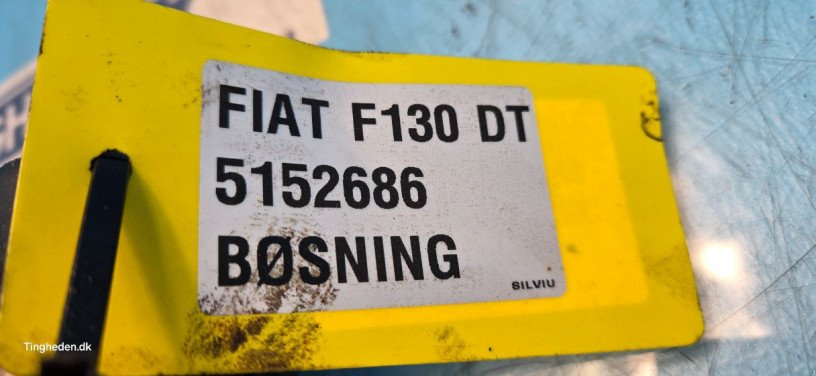 FIAT F130 DT
5152686
BØSNING
SILVIU
Tingheden.dk